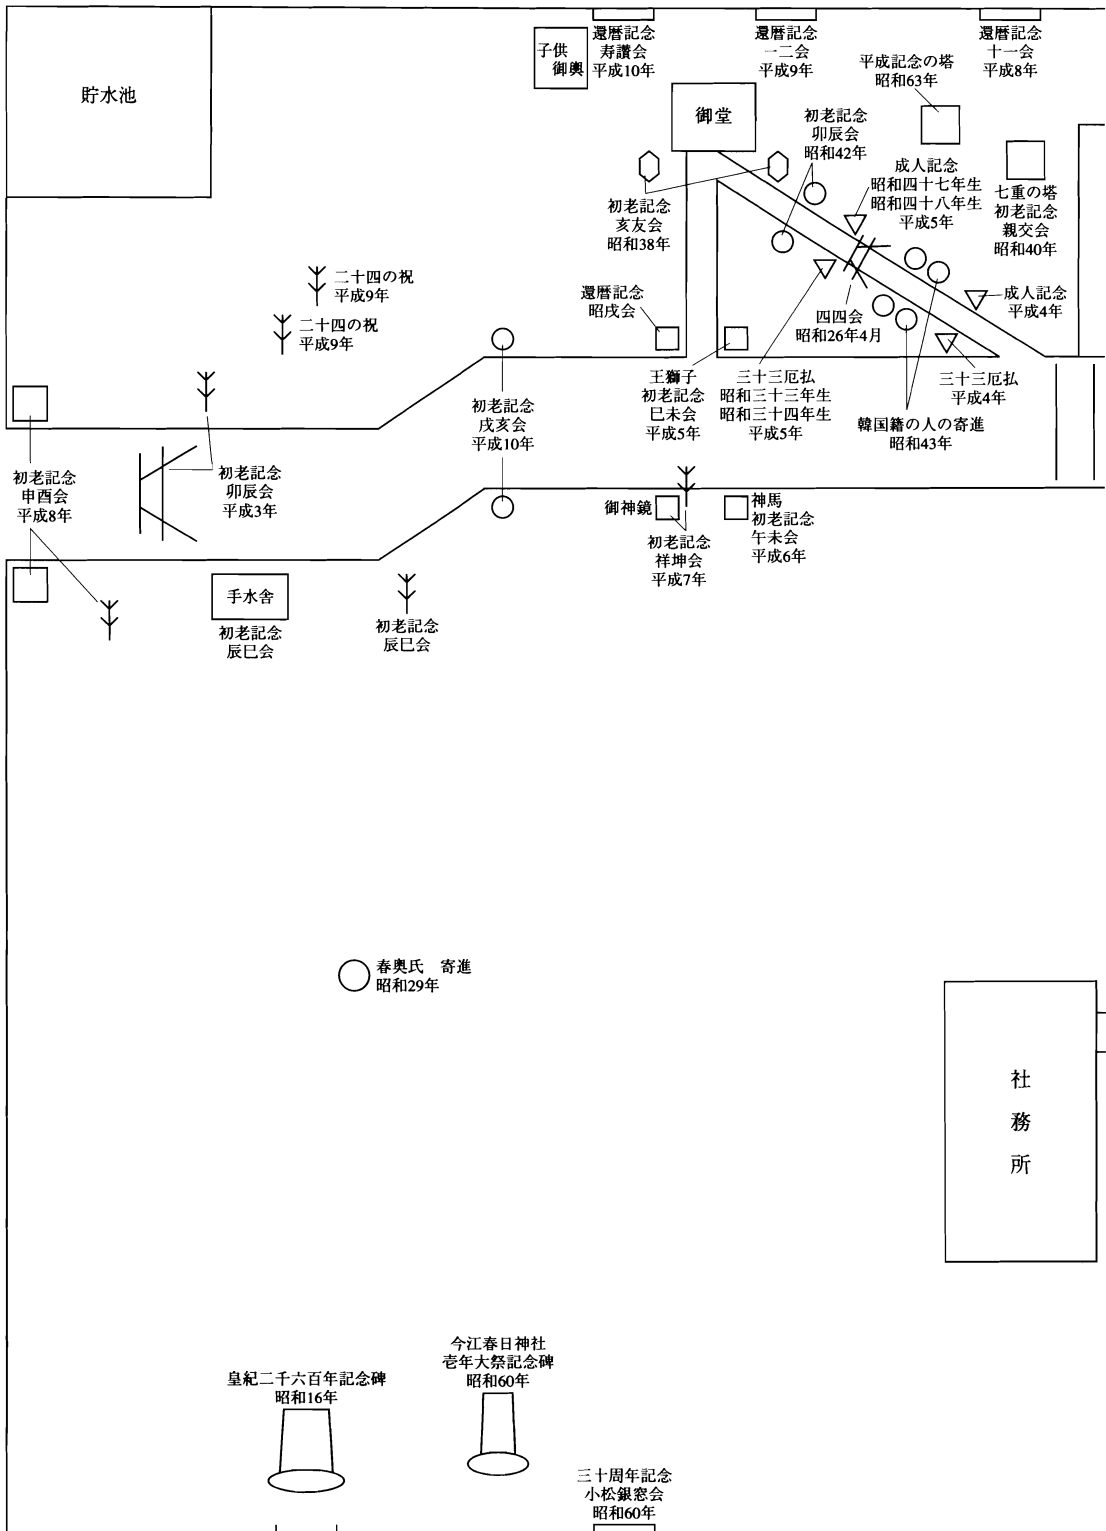 還暦記念
寿讃会
平成10年
還暦記念
一二会
平成9年
還暦記念
十一会
平成8年
子供
御輿
平成記念の塔
昭和63年
貯水池
御堂
初老記念
卯辰会
昭和42年
成人記念
昭和四十七年生
昭和四十八年生
平成5年
七重の塔
初老記念
親交会
昭和40年
初老記念
亥友会
昭和38年
二十四の祝
平成9年
二十四の祝
平成9年
還暦記念
昭戌会
四四会
昭和26年4月
成人記念
平成4年
王獅子
初老記念
巳未会
平成5年
三十三厄払
昭和三十三年生
昭和三十四年生
平成5年
三十三厄払
平成4年
韓国籍の人の寄進
昭和43年
初老記念
戌亥会
平成10年
初老記念
申酉会
平成8年
初老記念
卯辰会
平成3年
御神鏡
神馬
初老記念
午未会
平成6年
初老記念
祥坤会
平成7年
手水舎
初老記念
辰巳会
初老記念
辰巳会
春奥氏　寄進
昭和29年
社
務
所
今江春日神社
壱年大祭記念碑
昭和60年
皇紀二千六百年記念碑
昭和16年
三十周年記念
小松銀窓会
昭和60年